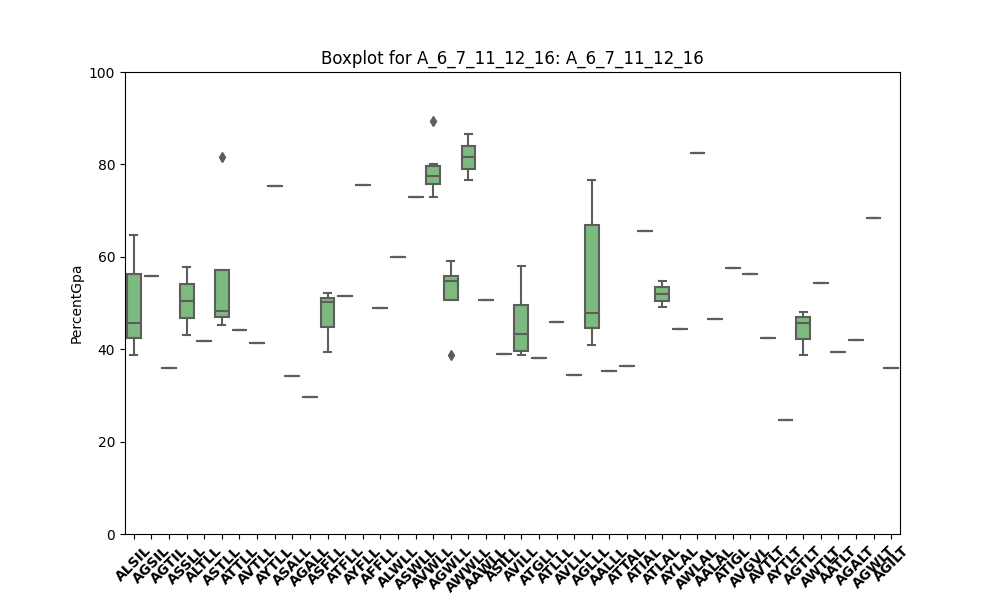 Boxplot for A_6_7_11_12_16: A_6_7_11_12_16
PercentGpa
100
80
60
40
20
0
ALSIL
AGSIL
AGTIL
ASSLL
ALTLL
ASTLL
ATTLL
AVTLL
AYTLL
ASALL
AGALL
ASFLL
ATFLL
AYFLL
AFFLL
ALWLL
ASWLL
AVWLL
AGWLL
AWWLL
AAWLL
ASILL
AVILL
ATGLL
ATLLL
AVLLL
AGLLL
AALLL
ATTAL
ATIAL
ATLAL
AYLAL
AWLAL
AALAL
ATIGL
AVGVL
AVTLT
AYTLT
AGTLT
AWTLT
AATLT
AGALT
AGWLT
AGILT